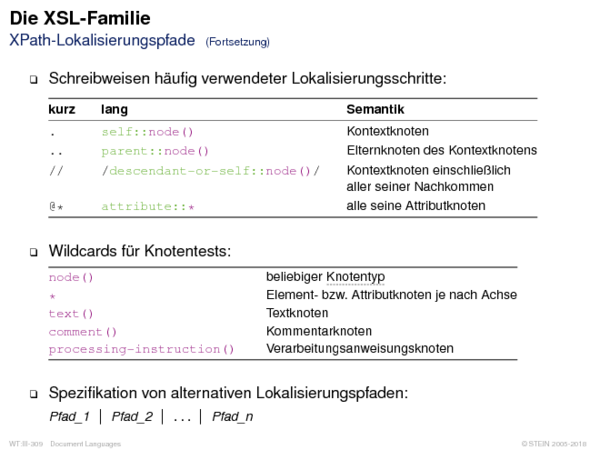 Die XSL-Familie
XPath-Lokalisierungspfade (Fortsetzung)
❑ Schreibweisen häufig verwendeter Lokalisierungsschritte:
kurz lang Semantik
. self::node() Kontextknoten
.. parent::node() Elternknoten des Kontextknotens
// /descendant-or-self::node()/ Kontextknoten einschließlich
aller seiner Nachkommen
@* attribute::* alle seine Attributknoten
❑ Wildcards für Knotentests:
node() beliebiger Knotentyp
* Element- bzw. Attributknoten je nach Achse
text() Textknoten
comment() Kommentarknoten
processing-instruction() Verarbeitungsanweisungsknoten
❑ Spezifikation von alternativen Lokalisierungspfaden:
Pfad_1 | Pfad_2 | ... | Pfad_n
WT:III-309 Document Languages © STEIN 2005-2018